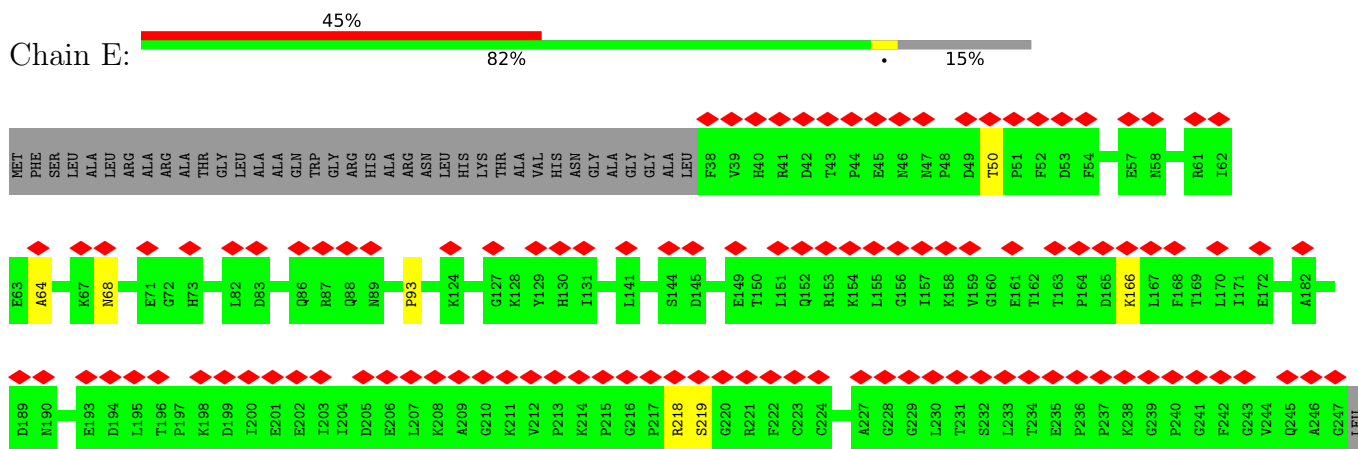 45%
Chain E:
82% • 15%
MET PHE SER LEU ALA LEU ARG ALA ARG ALA THR GLY LEU ALA ALA GLN TRP GLY ARG HIS ALA ARG ASN LEU HIS LYS THR ALA VAL HIS ASN GLY ALA GLY GLY ALA LEU F38 V39 H40 R41 D42 T43 P44 E45 N46 N47 P48 D49 T50 P51 F52 D53 F54 E57 N58 R61 I62
E63 A64 K67 N68 E71 G72 H73 L82 D83 Q86 R87 Q88 N89 P93 K124 G127 K128 Y129 H130 I131 L141 S144 D145 E149 T150 L151 Q152 R153 K154 L155 G156 I157 K158 V159 G160 E161 T162 T163 P164 D165 K166 L167 F168 T169 L170 I171 E172 A182
D189 N190 E193 D194 L195 T196 P197 K198 D199 I200 E201 E202 I203 I204 D205 E206 L207 K208 A209 G210 K211 V212 P213 K214 P215 G216 P217 R218 S219 G220 R221 F222 C223 C224 A227 G228 G229 L230 T231 S232 L233 T234 E235 P236 P237 K238 G239 P240 G241 F242 G243 V244 Q245 A246 G247 LEU